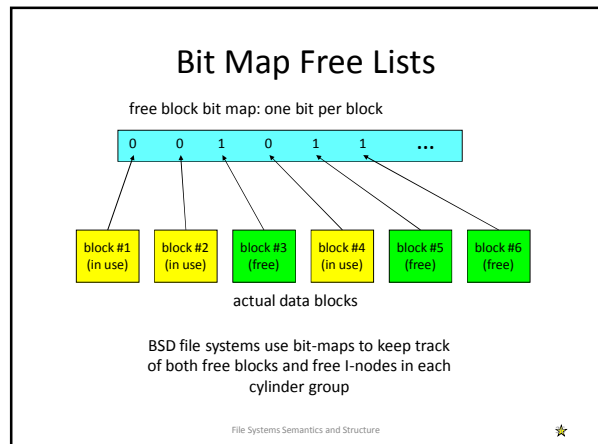 Bit Map Free Lists
free block bit map: one bit per block
0 0 1 0 1 1 ...
block #1 block #2 block #3 block #4 block #5 block #6
(in use) (in use) (free) (in use) (free) (free)
actual data blocks
BSD file systems use bit-maps to keep track
of both free blocks and free I-nodes in each
cylinder group
File Systems Semantics and Structure